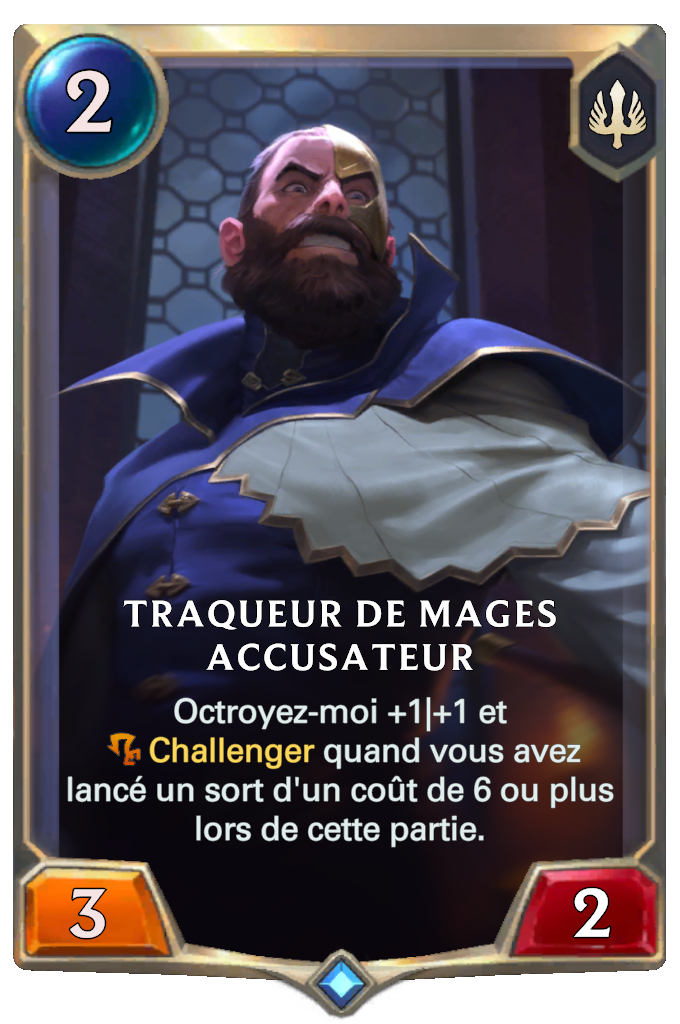 2
TRAQUEUR DE MAGES
ACCUSATEUR
Octroyez-moi +1|+1 et
Challenger quand vous avez
lancé un sort d'un coût de 6 ou plus
lors de cette partie.
3
2